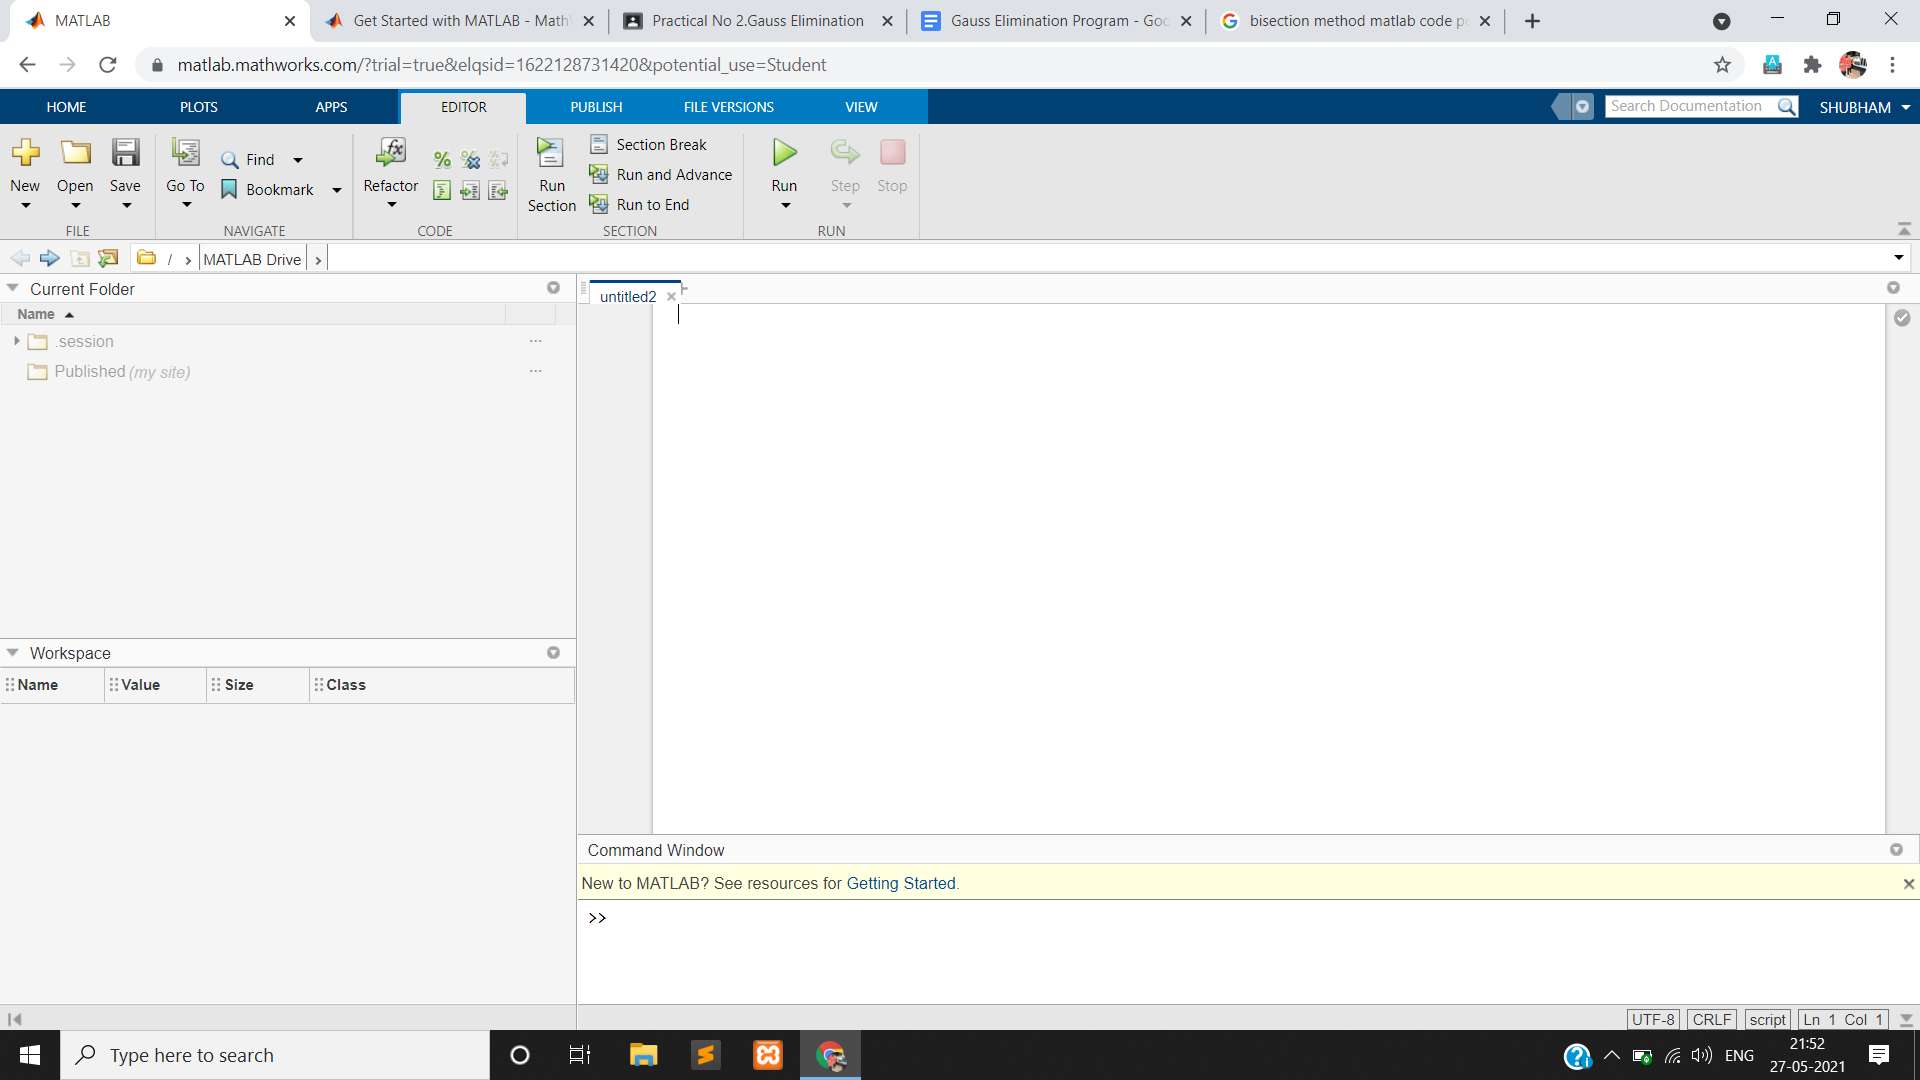 MATLAB
Get Started with MATLAB - Math
Practical No 2.Gauss Elimination
Gauss Elimination Program - Goo
bisection method matlab code p
matlab.mathworks.com/?trial=true&elqsid=1622128731420&potential_use=Student
HOME
PLOTS
APPS
EDITOR
PUBLISH
FILE VERSIONS
VIEW
Search Documentation
SHUBHAM
New
Open
Save
FILE
Go To
Find
Bookmark
NAVIGATE
Refactor
CODE
Run
Section
Section Break
Run and Advance
Run to End
SECTION
Run
Step
Stop
RUN
/ › MATLAB Drive ›
Current Folder
Name
.session
Published (my site)
Workspace
Name Value Size Class
untitled2
Command Window
New to MATLAB? See resources for Getting Started.
>>
UTF-8 CRLF script Ln 1 Col 1
Type here to search
ENG
21:52
27-05-2021